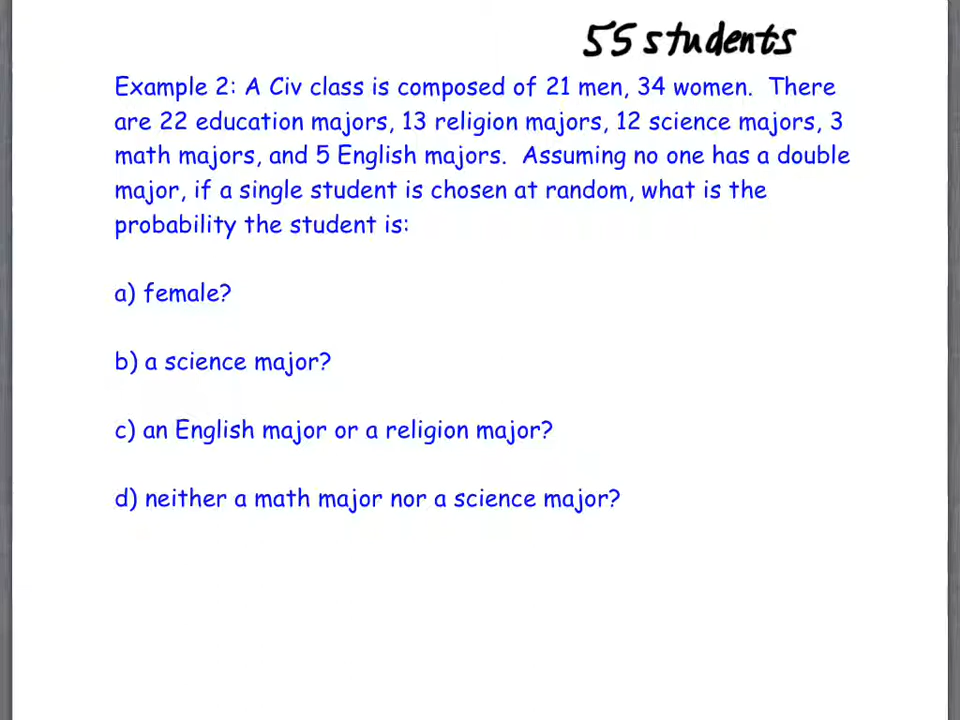 55 students
Example 2: A Civ class is composed of 21 men, 34 women. There
are 22 education majors, 13 religion majors, 12 science majors, 3
math majors, and 5 English majors. Assuming no one has a double
major, if a single student is chosen at random, what is the
probability the student is:
a) female?
b) a science major?
c) an English major or a religion major?
d) neither a math major nor a science major?